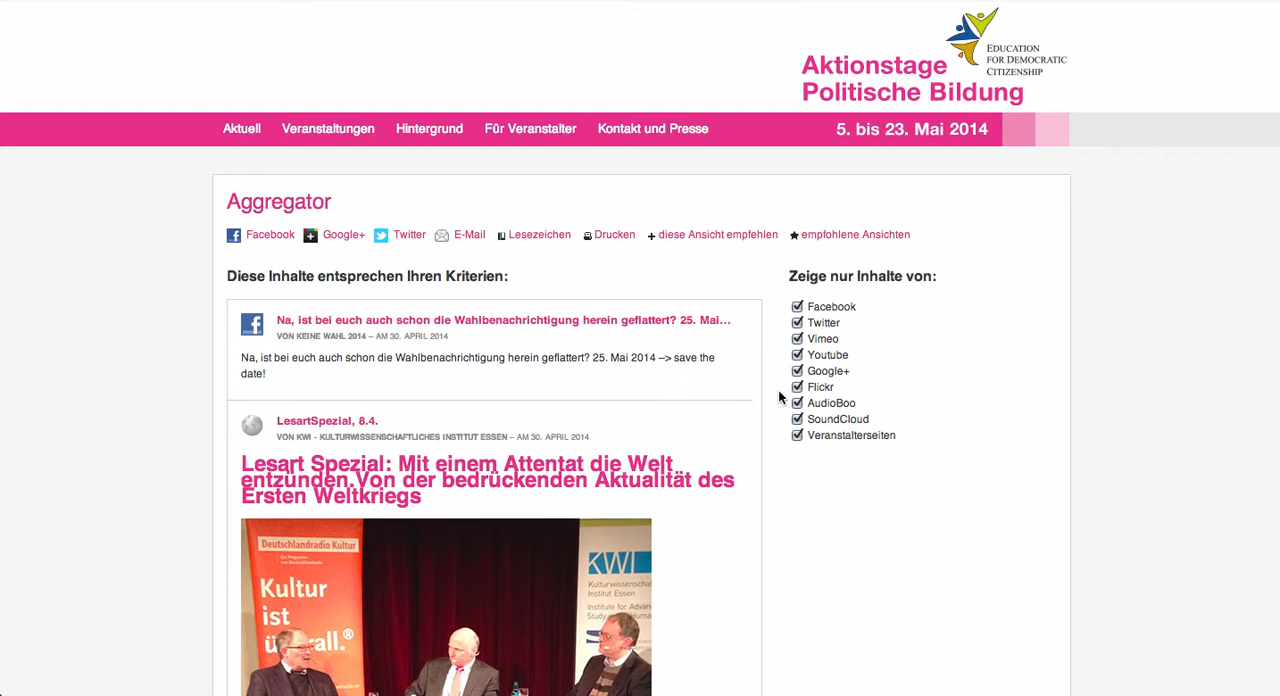 EDUCATION
FOR DEMOCRATIC
CITIZENSHIP
Aktionstage
Politische Bildung
Aktuell Veranstaltungen Hintergrund Für Veranstalter Kontakt und Presse 5. bis 23. Mai 2014
Aggregator
Facebook Google+ Twitter E-Mail Lesezeichen Drucken diese Ansicht empfehlen empfohlene Ansichten
Diese Inhalte entsprechen Ihren Kriterien:
Na, ist bei euch auch schon die Wahlbenachrichtigung herein geflattert? 25. Mai...
VON KEINE WAHL 2014 – AM 30. APRIL 2014
Na, ist bei euch auch schon die Wahlbenachrichtigung herein geflattert? 25. Mai 2014 –> save the
date!
LesartSpezial, 8.4.
VON KWI - KULTURWISSENSCHAFTLICHES INSTITUT ESSEN – AM 30. APRIL 2014
Lesart Spezial: Mit einem Attentat die Welt
entzünden.Von der bedrückenden Aktualität des
Ersten Weltkriegs
Deutschlandradio Kultur
Kultur
ist
überall.®
KWI
Kulturwissenschaf
Institut Essen
Institute for Advan
Zeige nur Inhalte von:
Facebook
Twitter
Vimeo
Youtube
Google+
Flickr
AudioBoo
SoundCloud
Veranstalterseiten